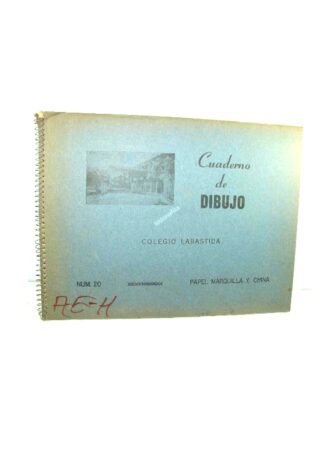 Cuaderno
de
DIBUJO
COLEGIO LABASTIDA
NUM. 20
PAPEL MARQUILLA Y CHINA
AE-H